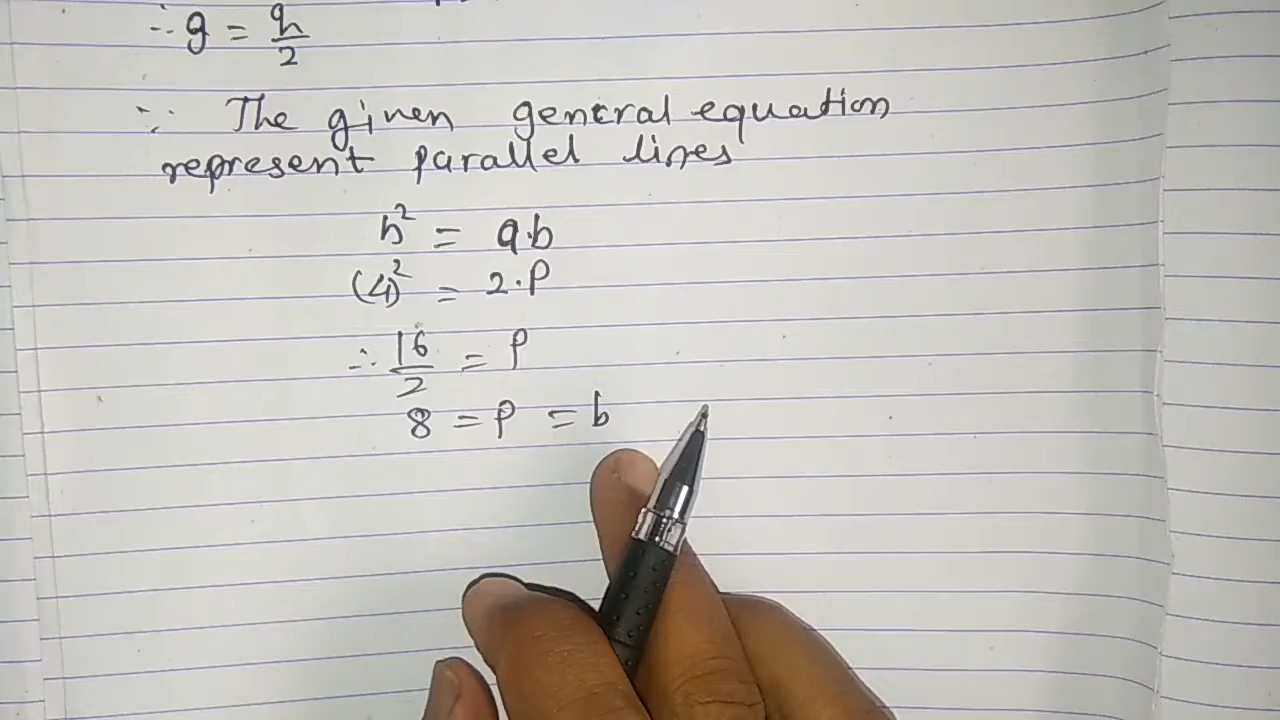 ∴ g = q/2
∵ The given general equation
represent parallel lines
h² = a.b
(4)² = 2.p
∴ 16/2 = p
8 = p = b